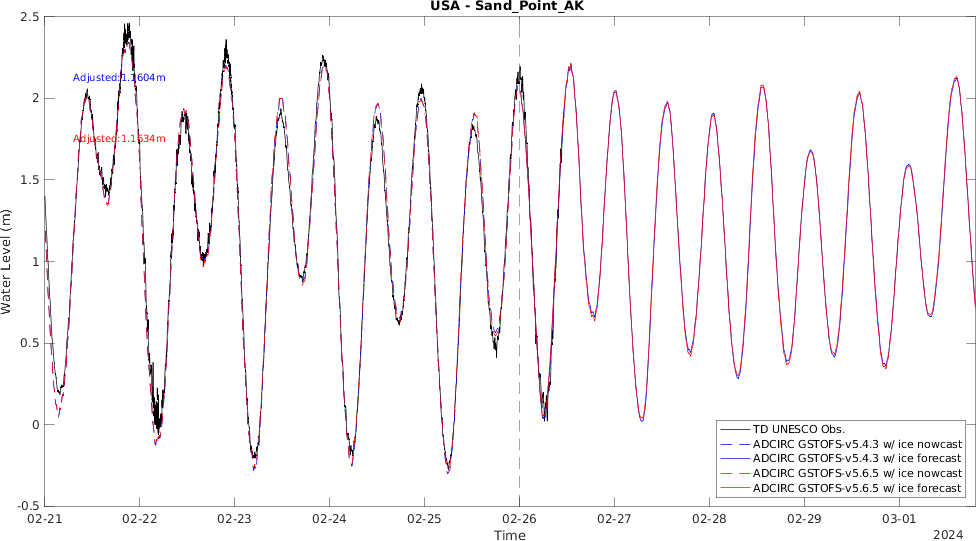 USA - Sand_Point_AK
2.5
2
1.5
1
0.5
0
-0.5
Water Level (m)
Adjusted:1.1604m
Adjusted:1.1634m
TD UNESCO Obs.
ADCIRC GSTOFS-v5.4.3 w/ ice nowcast
ADCIRC GSTOFS-v5.4.3 w/ ice forecast
ADCIRC GSTOFS-v5.6.5 w/ ice nowcast
ADCIRC GSTOFS-v5.6.5 w/ ice forecast
02-21 02-22 02-23 02-24 02-25 02-26 02-27 02-28 02-29 03-01
Time
2024